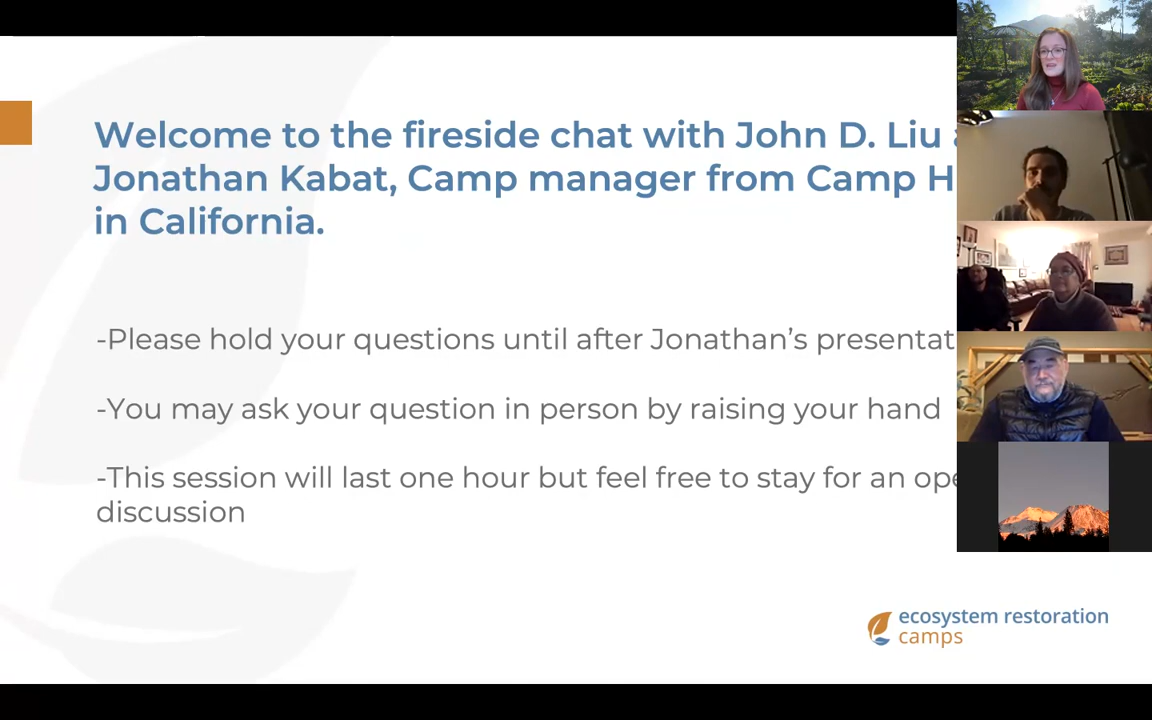 Welcome to the fireside chat with John D. Liu
Jonathan Kabat, Camp manager from Camp H
in California.
-Please hold your questions until after Jonathan’s presentat
-You may ask your question in person by raising your hand
-This session will last one hour but feel free to stay for an ope
discussion
ecosystem restoration
camps